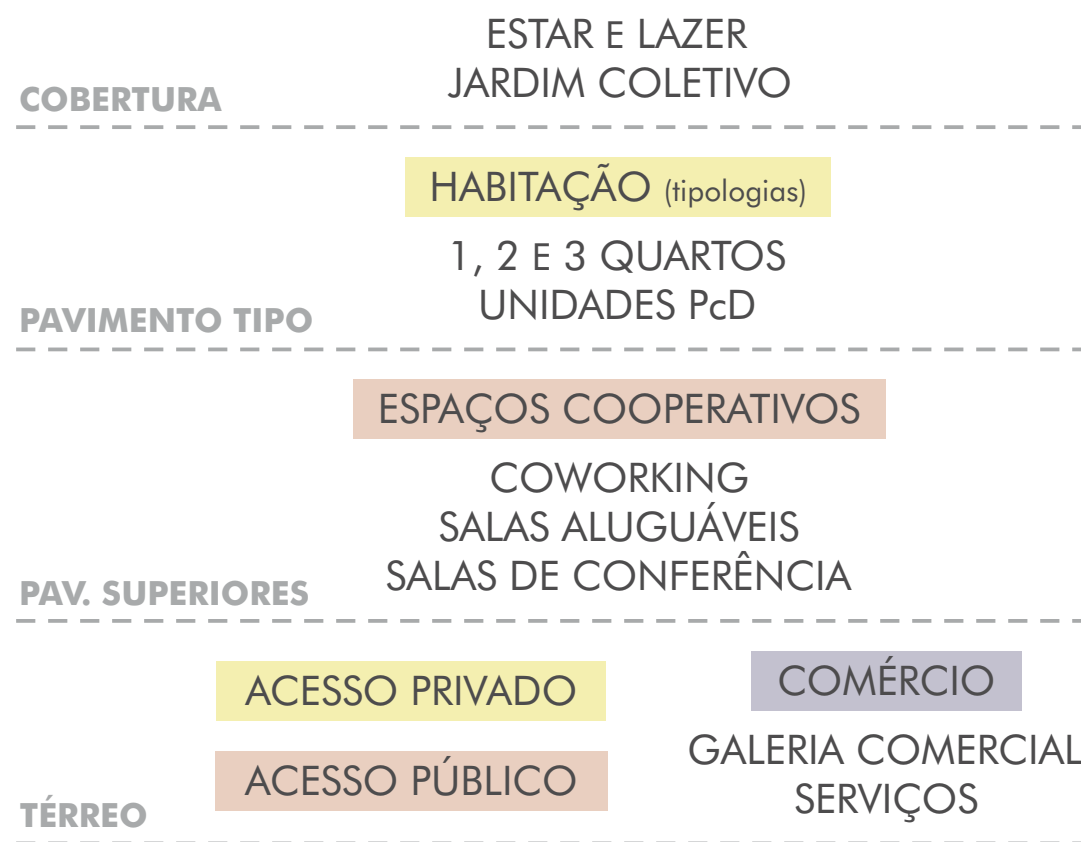 ESTAR E LAZER
JARDIM COLETIVO
COBERTURA
HABITAÇÃO (tipologias)
1, 2 E 3 QUARTOS
UNIDADES PcD
PAVIMENTO TIPO
ESPAÇOS COOPERATIVOS
COWORKING
SALAS ALUGUÁVEIS
SALAS DE CONFERÊNCIA
PAV. SUPERIORES
ACESSO PRIVADO
ACESSO PÚBLICO
COMÉRCIO
GALERIA COMERCIAL
SERVIÇOS
TÉRREO